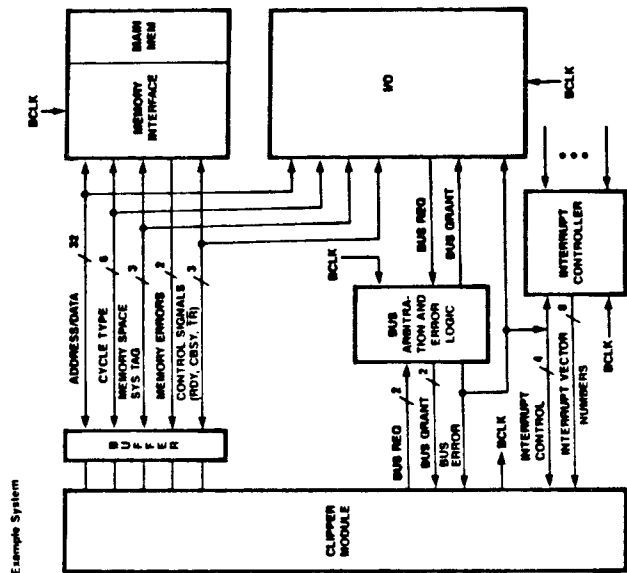 Example System
CLIPPER
MODULE
BUFFER
ADDRESS/DATA
32
CYCLE TYPE
6
MEMORY SPACE
SYS TAG
3
MEMORY ERRORS
2
CONTROL SIGNALS
(RDY, CBSY, TR)
3
BCLK
MEMORY
INTERFACE
MAIN
MEM
I/O
BCLK
BUS REQ
BUS GRANT
BCLK
BUS
ARBITRA-
TION AND
ERROR
LOGIC
BUS REQ
2
BUS GRANT
2
BUS
ERROR
BCLK
INTERRUPT
CONTROL
4
INTERRUPT VECTOR
NUMBERS
8
BCLK
INTERRUPT
CONTROLLER